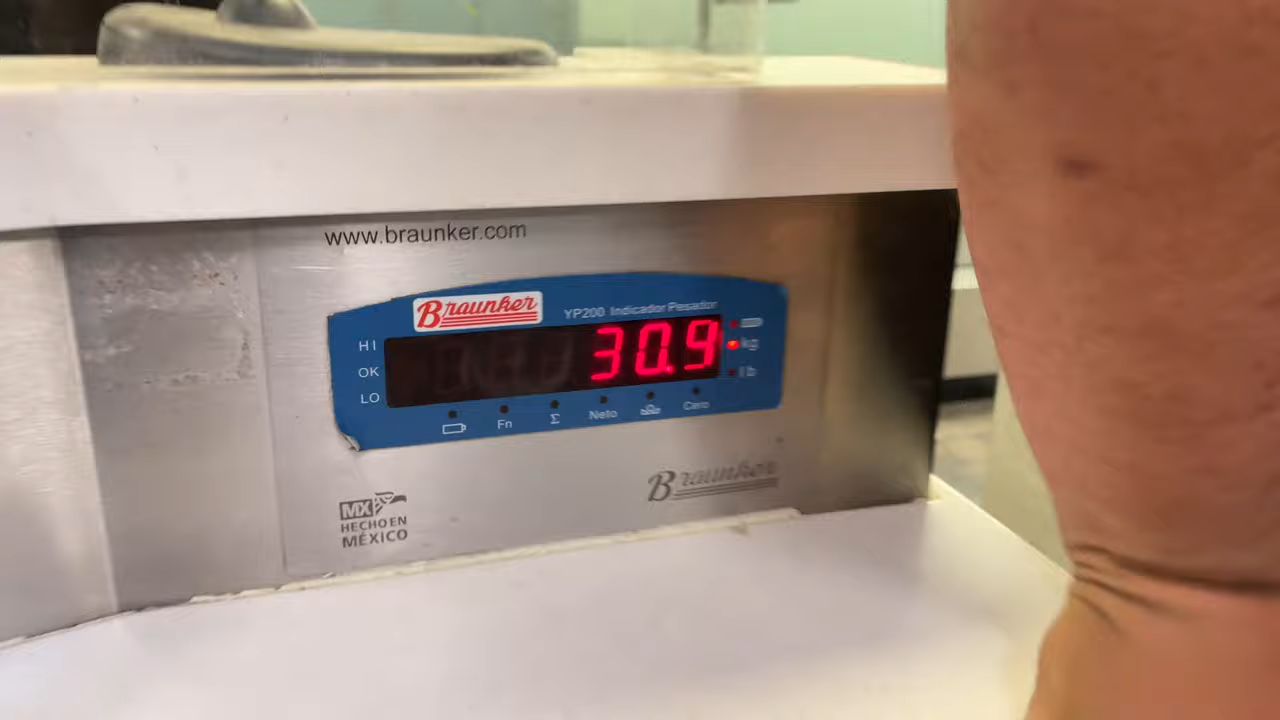 www.braunker.com
Braunker
YP200 Indicador Pesador
HI
OK
LO
30.9
kg
lb
Fn
Σ
Neto
Cero
Braunker
MX
HECHO EN
MÉXICO